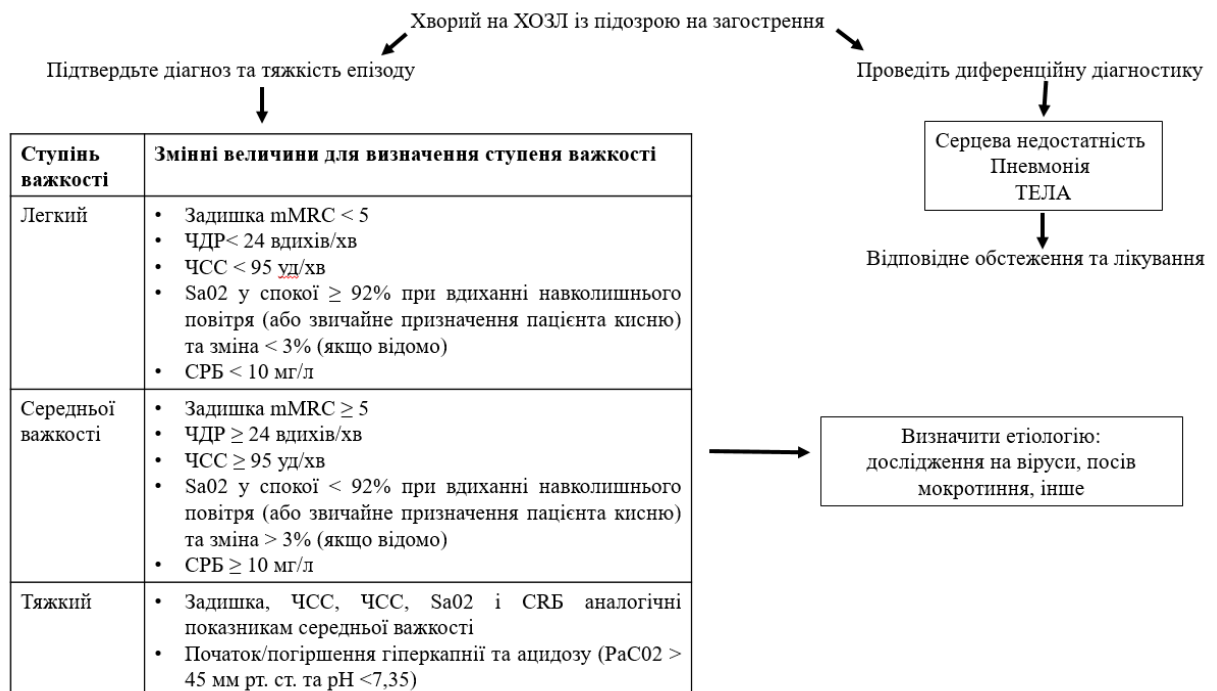 Хворий на ХОЗЛ із підозрою на загострення
Підтвердьте діагноз та тяжкість епізоду
Проведіть диференційну діагностику
Ступінь важкості
Змінні величини для визначення ступеня важкості
Легкий
• Задишка mMRC < 5
• ЧДР< 24 вдихів/хв
• ЧСС < 95 уд/хв
• Sa02 у спокої ≥ 92% при вдиханні навколишнього
повітря (або звичайне призначення пацієнта кисню)
та зміна < 3% (якщо відомо)
• СРБ < 10 мг/л
Середньої
важкості
• Задишка mMRC ≥ 5
• ЧДР ≥ 24 вдихів/хв
• ЧСС ≥ 95 уд/хв
• Sa02 у спокої < 92% при вдиханні навколишнього
повітря (або звичайне призначення пацієнта кисню)
та зміна > 3% (якщо відомо)
• СРБ ≥ 10 мг/л
Тяжкий
• Задишка, ЧСС, ЧСС, Sa02 і CRБ аналогічні
показникам середньої важкості
• Початок/погіршення гіперкапнії та ацидозу (PaC02 >
45 мм рт. ст. та pH <7,35)
Серцева недостатність
Пневмонія
ТЕЛА
Відповідне обстеження та лікування
Визначити етіологію:
дослідження на віруси, посів
мокротиння, інше